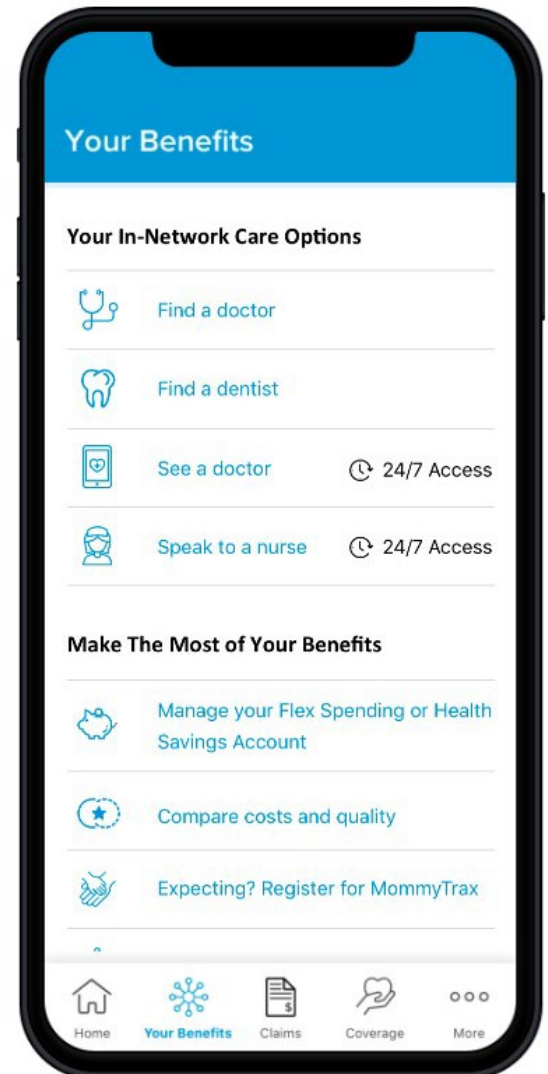 Your Benefits
Your In-Network Care Options
Find a doctor
Find a dentist
See a doctor 24/7 Access
Speak to a nurse 24/7 Access
Make The Most of Your Benefits
Manage your Flex Spending or Health
Savings Account
Compare costs and quality
Expecting? Register for MommyTrax
$
Home Your Benefits Claims Coverage More